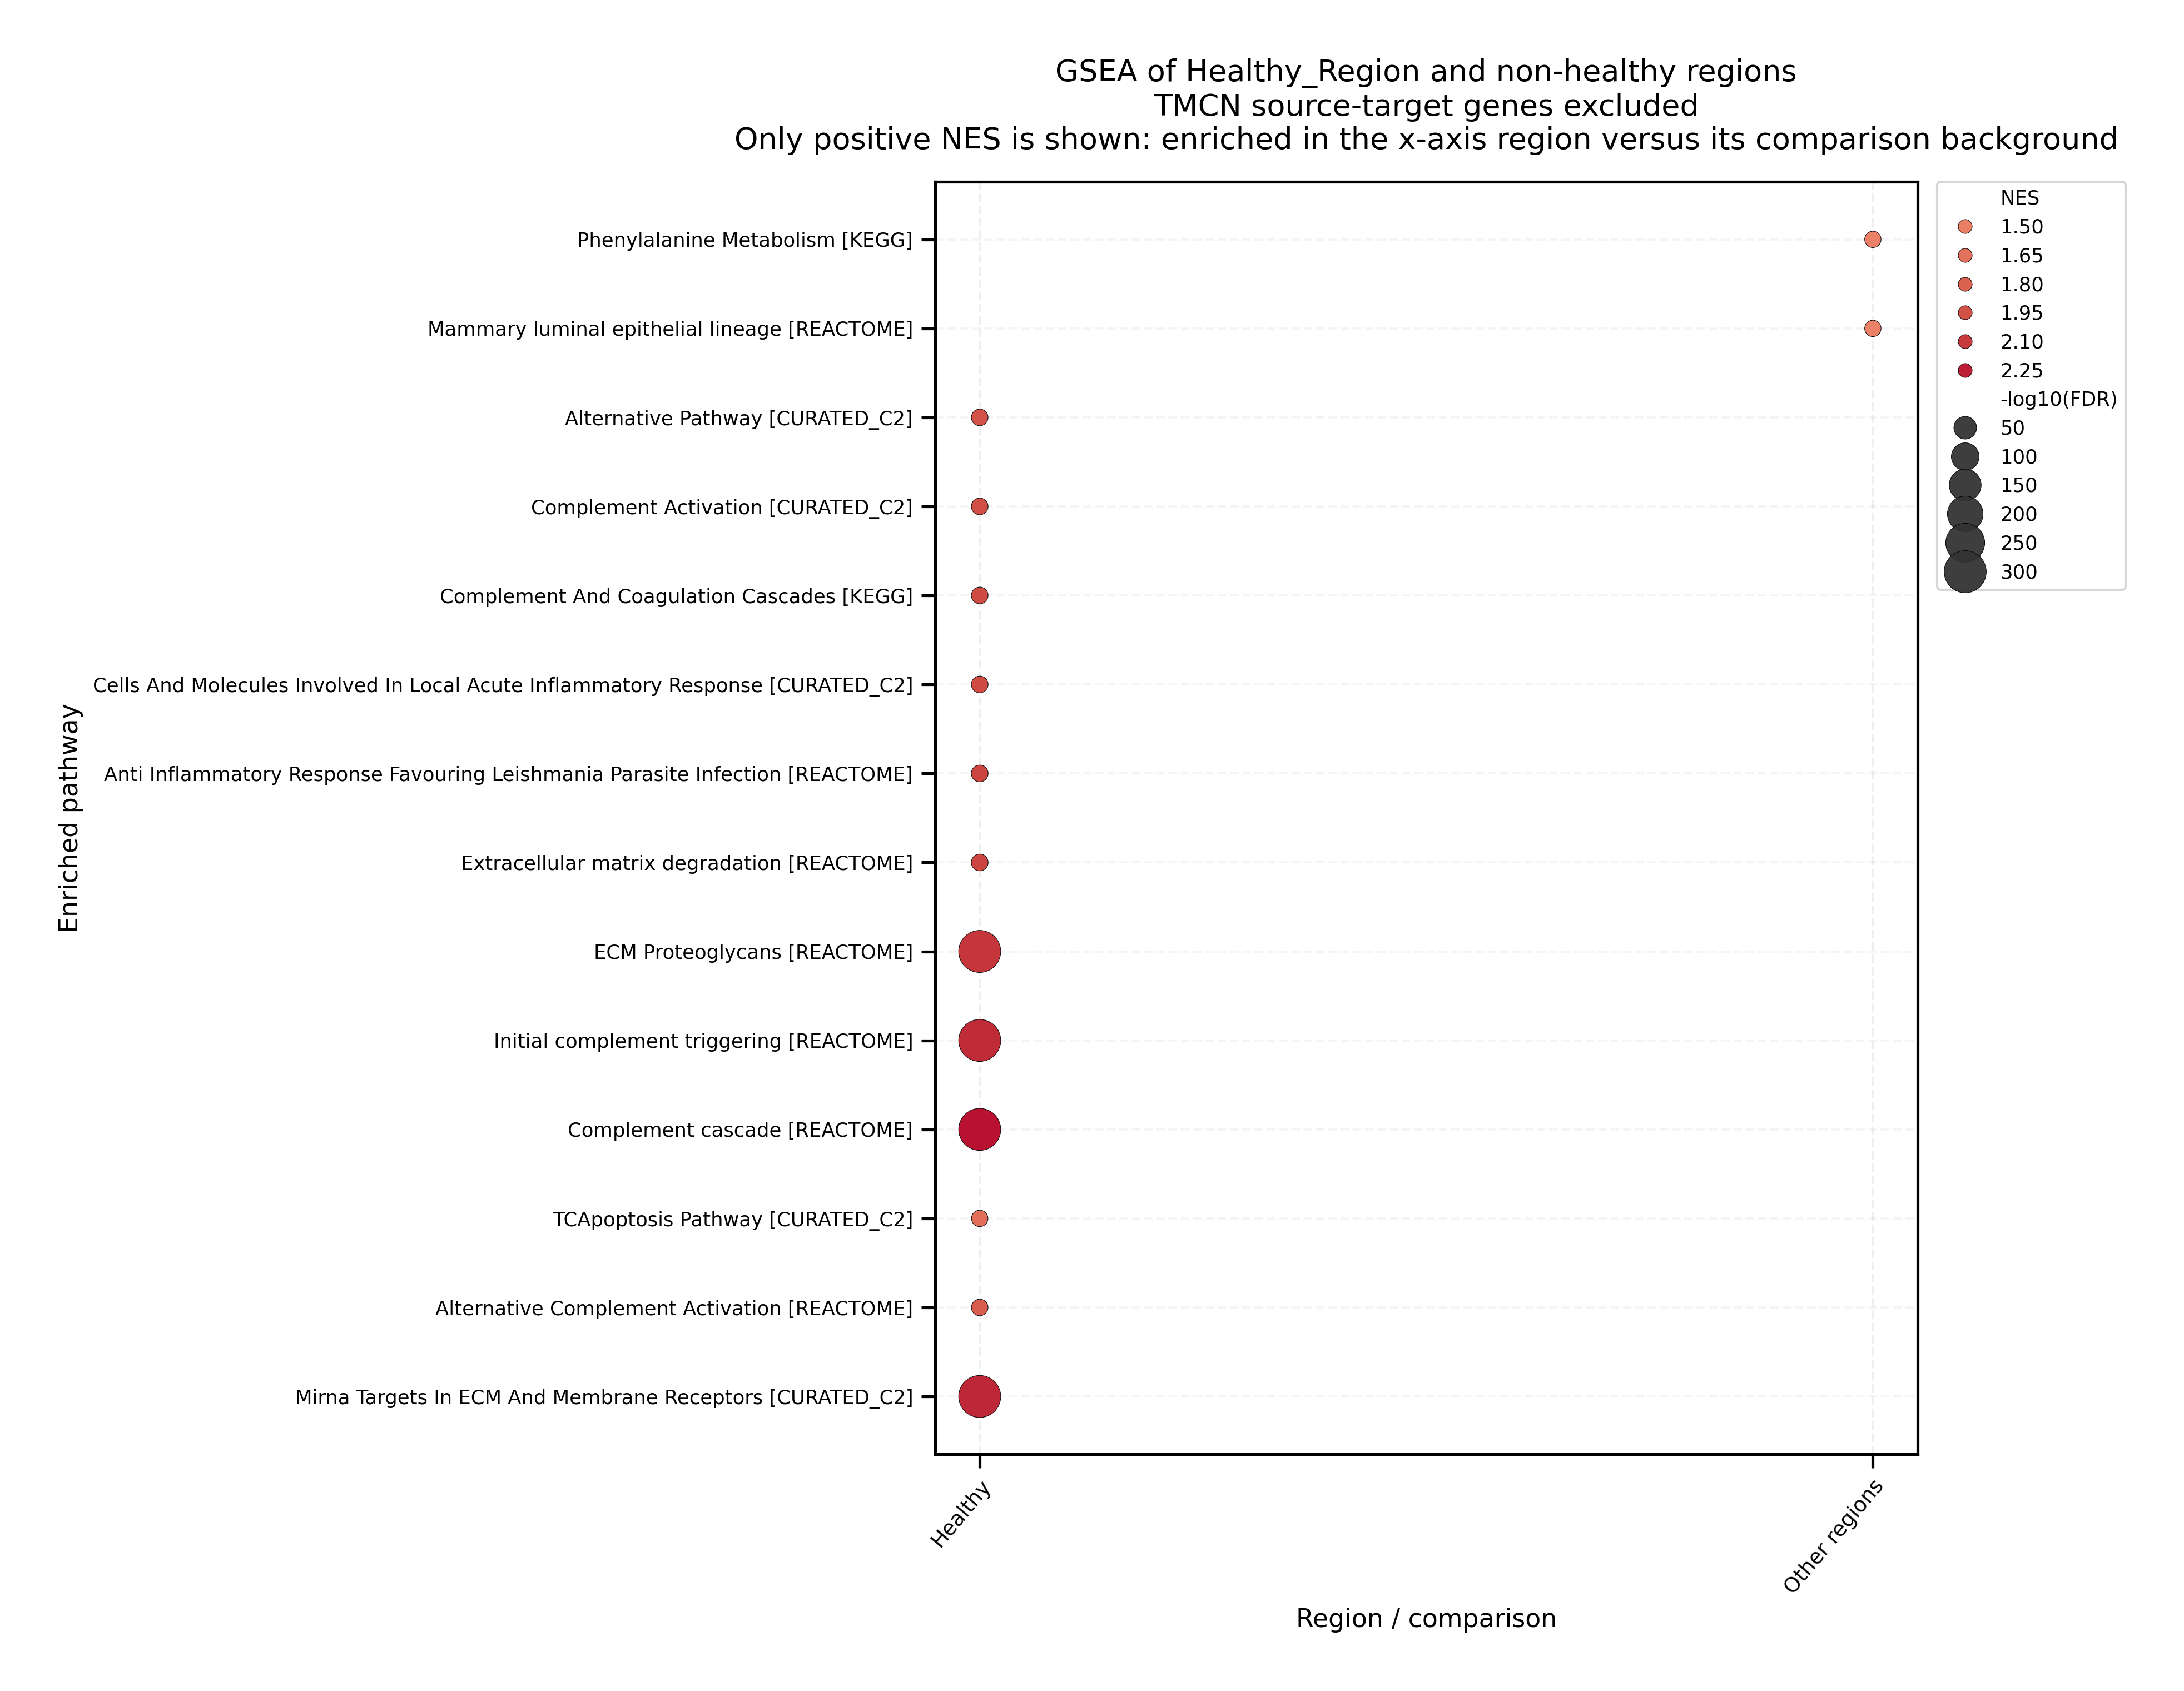 GSEA of Healthy_Region and non-healthy regions
TMCN source-target genes excluded
Only positive NES is shown: enriched in the x-axis region versus its comparison background
Enriched pathway
Phenylalanine Metabolism [KEGG]
Mammary luminal epithelial lineage [REACTOME]
Alternative Pathway [CURATED_C2]
Complement Activation [CURATED_C2]
Complement And Coagulation Cascades [KEGG]
Cells And Molecules Involved In Local Acute Inflammatory Response [CURATED_C2]
Anti Inflammatory Response Favouring Leishmania Parasite Infection [REACTOME]
Extracellular matrix degradation [REACTOME]
ECM Proteoglycans [REACTOME]
Initial complement triggering [REACTOME]
Complement cascade [REACTOME]
TCApoptosis Pathway [CURATED_C2]
Alternative Complement Activation [REACTOME]
Mirna Targets In ECM And Membrane Receptors [CURATED_C2]
Healthy
Other regions
Region / comparison
NES
1.50
1.65
1.80
1.95
2.10
2.25
-log10(FDR)
50
100
150
200
250
300